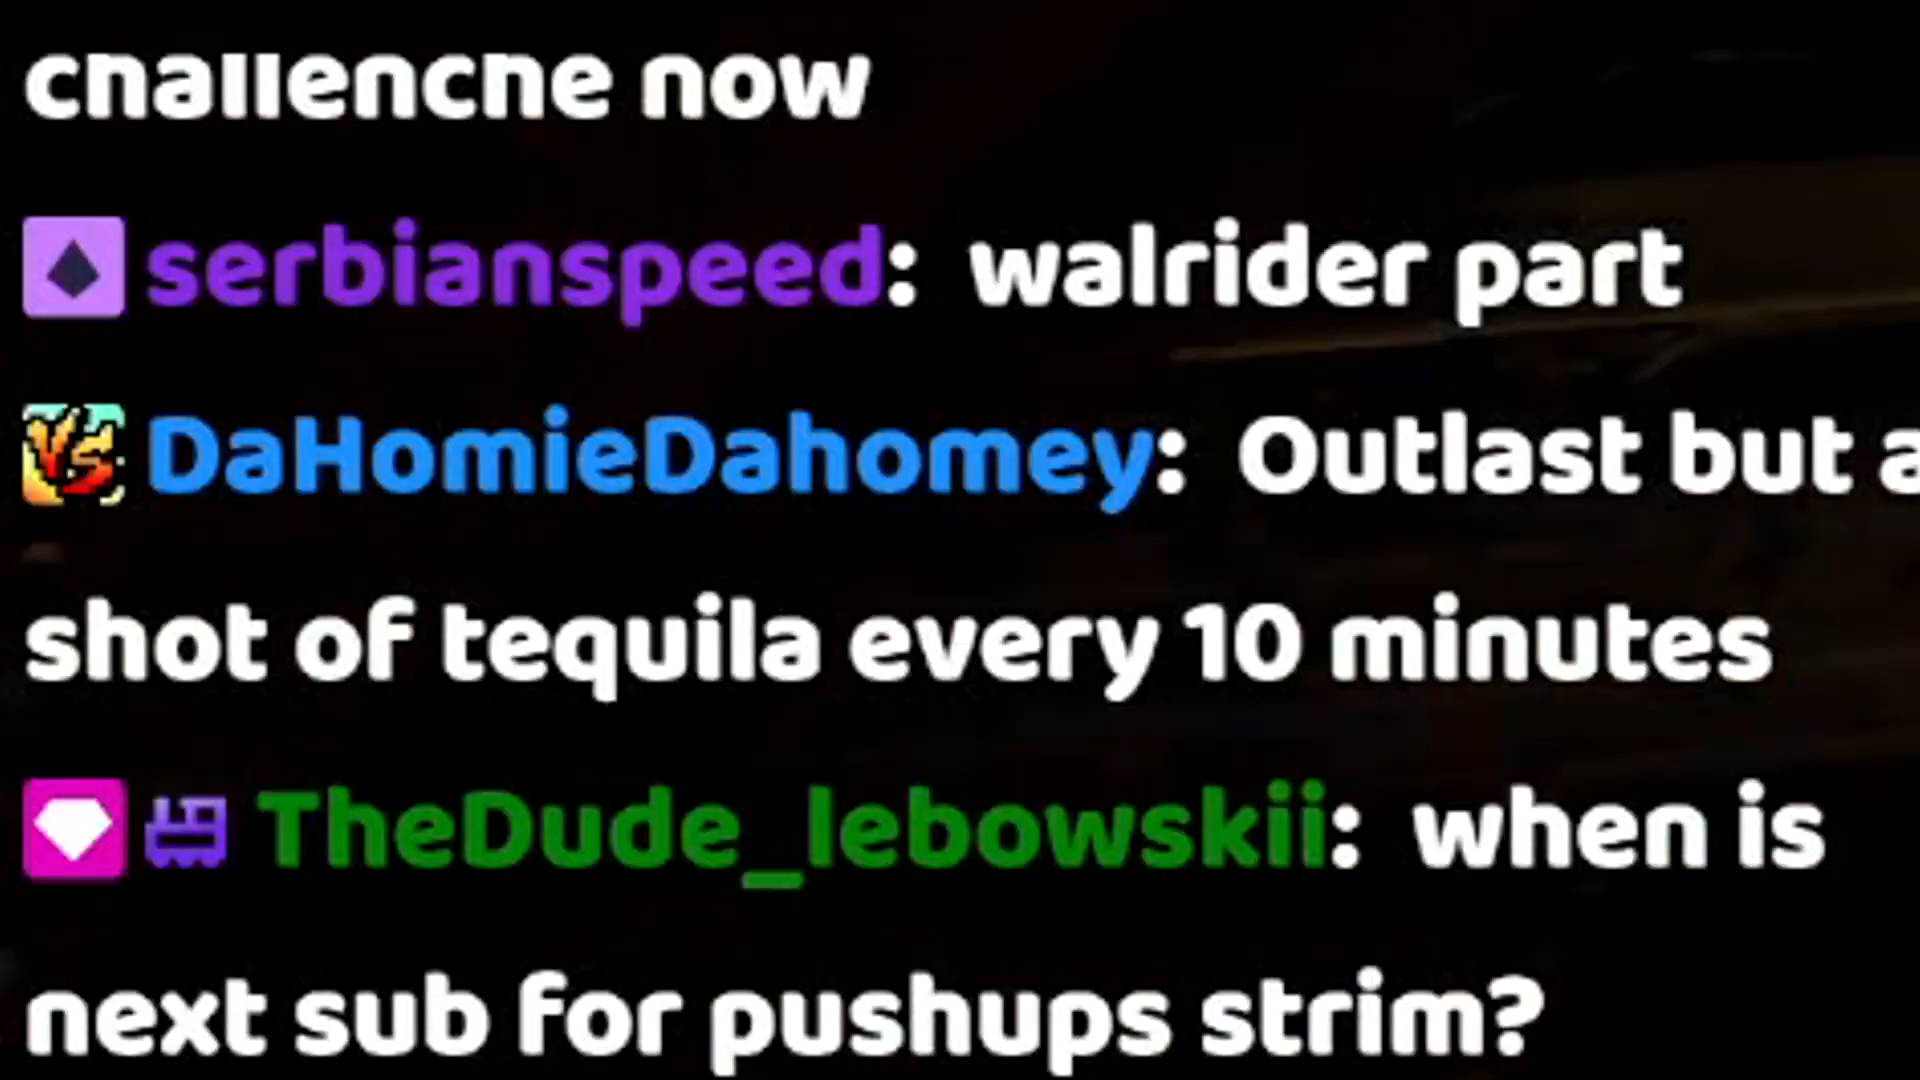 challenche now
serbianspeed: walrider part
DaHomieDahomey: Outlast but a
shot of tequila every 10 minutes
TheDude_lebowskii: when is
next sub for pushups strim?